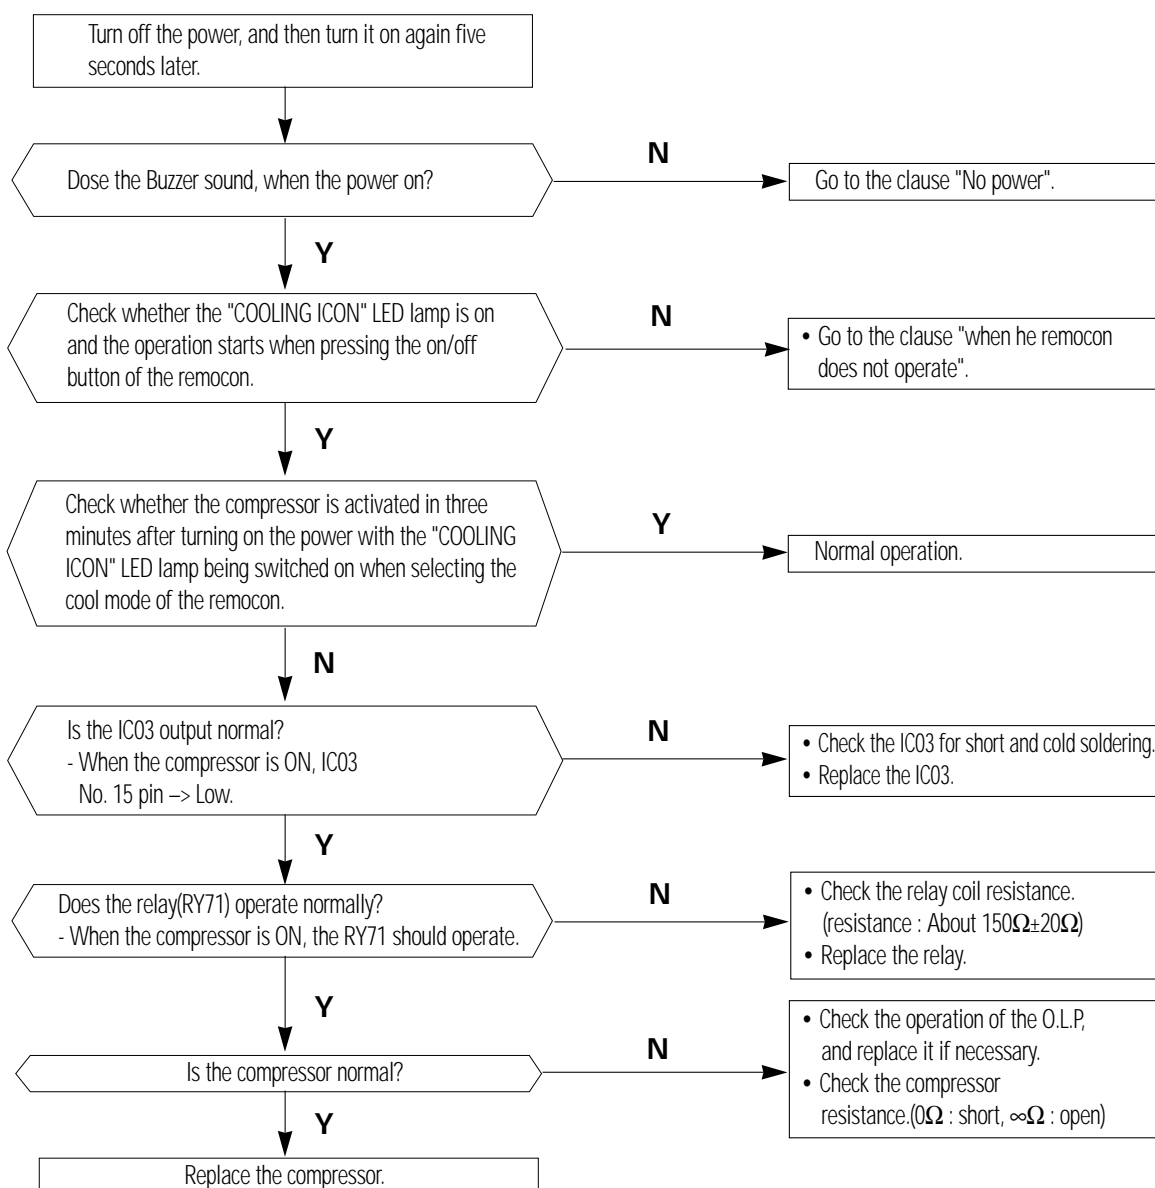 Turn off the power, and then turn it on again five
seconds later.
Dose the Buzzer sound, when the power on?
N
Go to the clause "No power".
Y
Check whether the "COOLING ICON" LED lamp is on
and the operation starts when pressing the on/off
button of the remocon.
N
• Go to the clause "when he remocon
does not operate".
Y
Check whether the compressor is activated in three
minutes after turning on the power with the "COOLING
ICON" LED lamp being switched on when selecting the
cool mode of the remocon.
Y
Normal operation.
N
Is the IC03 output normal?
- When the compressor is ON, IC03
No. 15 pin –> Low.
N
• Check the IC03 for short and cold soldering.
• Replace the IC03.
Y
Does the relay(RY71) operate normally?
- When the compressor is ON, the RY71 should operate.
N
• Check the relay coil resistance.
(resistance : About 150Ω±20Ω)
• Replace the relay.
Y
Is the compressor normal?
N
• Check the operation of the O.L.P,
and replace it if necessary.
• Check the compressor
resistance.(0Ω : short, ∞Ω : open)
Y
Replace the compressor.